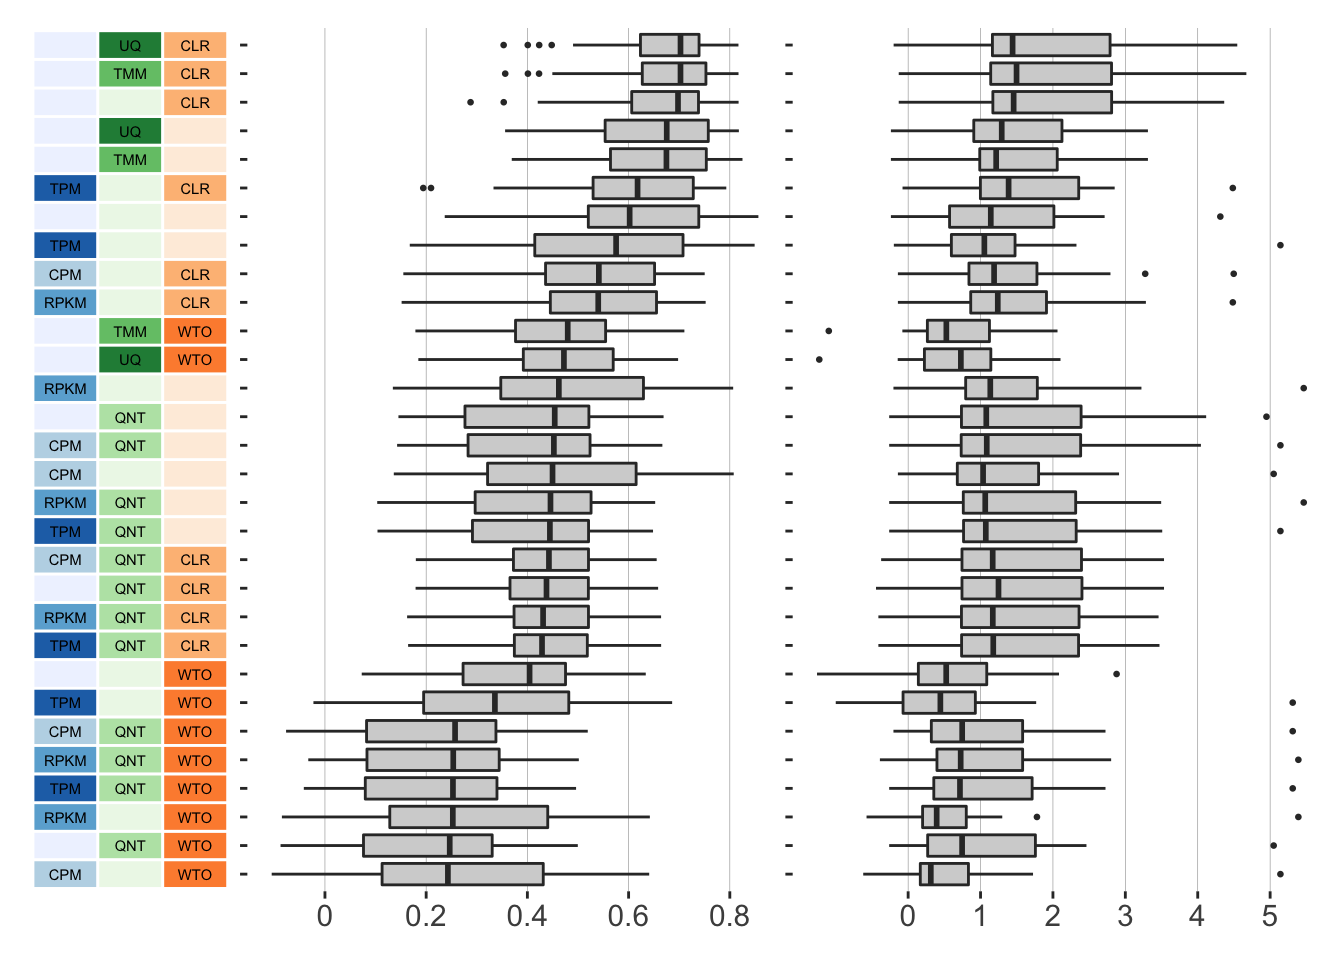 UQ CLR
TMM CLR
CLR
UQ
TMM
TPM CLR
TPM
CPM CLR
RPKM CLR
TMM WTO
UQ WTO
RPKM
QNT
CPM QNT
CPM
RPKM QNT
TPM QNT
CPM QNT CLR
QNT CLR
RPKM QNT CLR
TPM QNT CLR
WTO
TPM WTO
CPM QNT WTO
RPKM QNT WTO
TPM QNT WTO
RPKM WTO
QNT WTO
CPM WTO
0 0.2 0.4 0.6 0.8 0 1 2 3 4 5